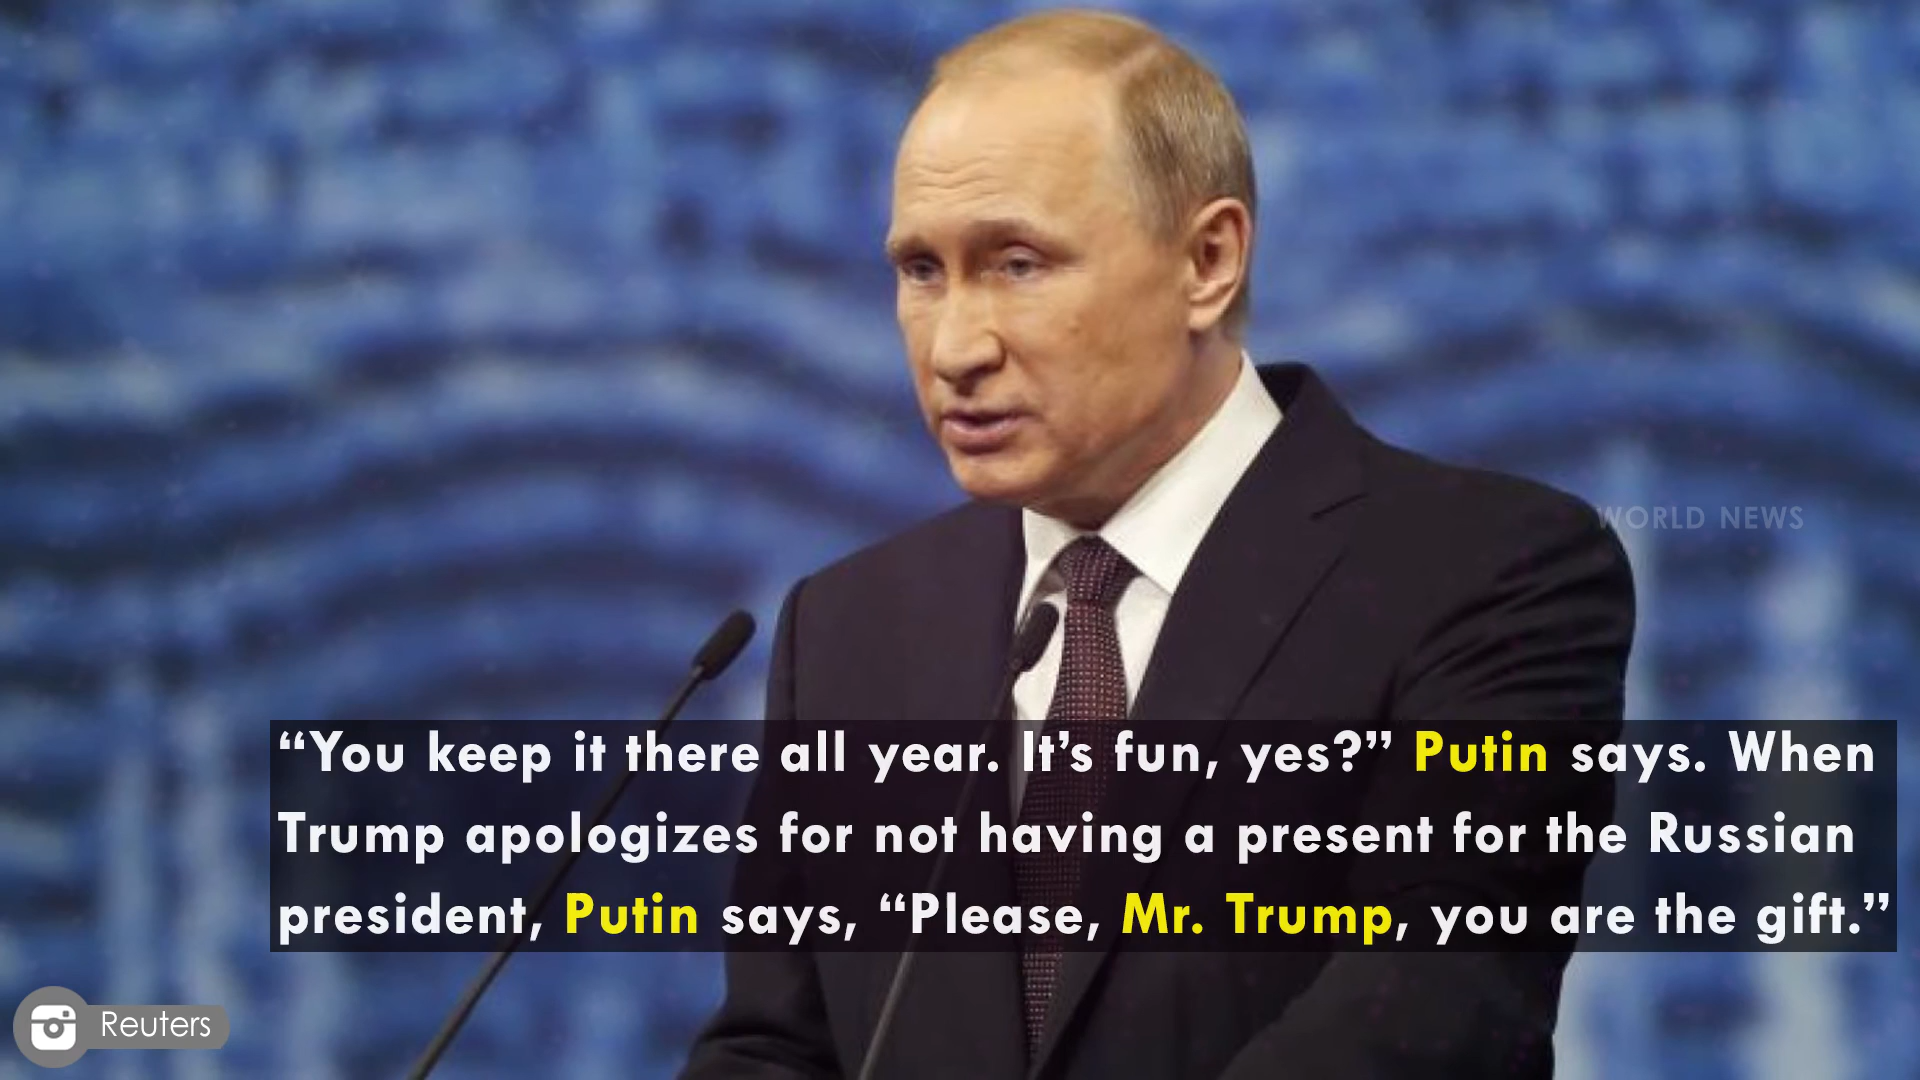 WORLD NEWS
“You keep it there all year. It’s fun, yes?” Putin says. When
Trump apologizes for not having a present for the Russian
president, Putin says, “Please, Mr. Trump, you are the gift.”
Reuters